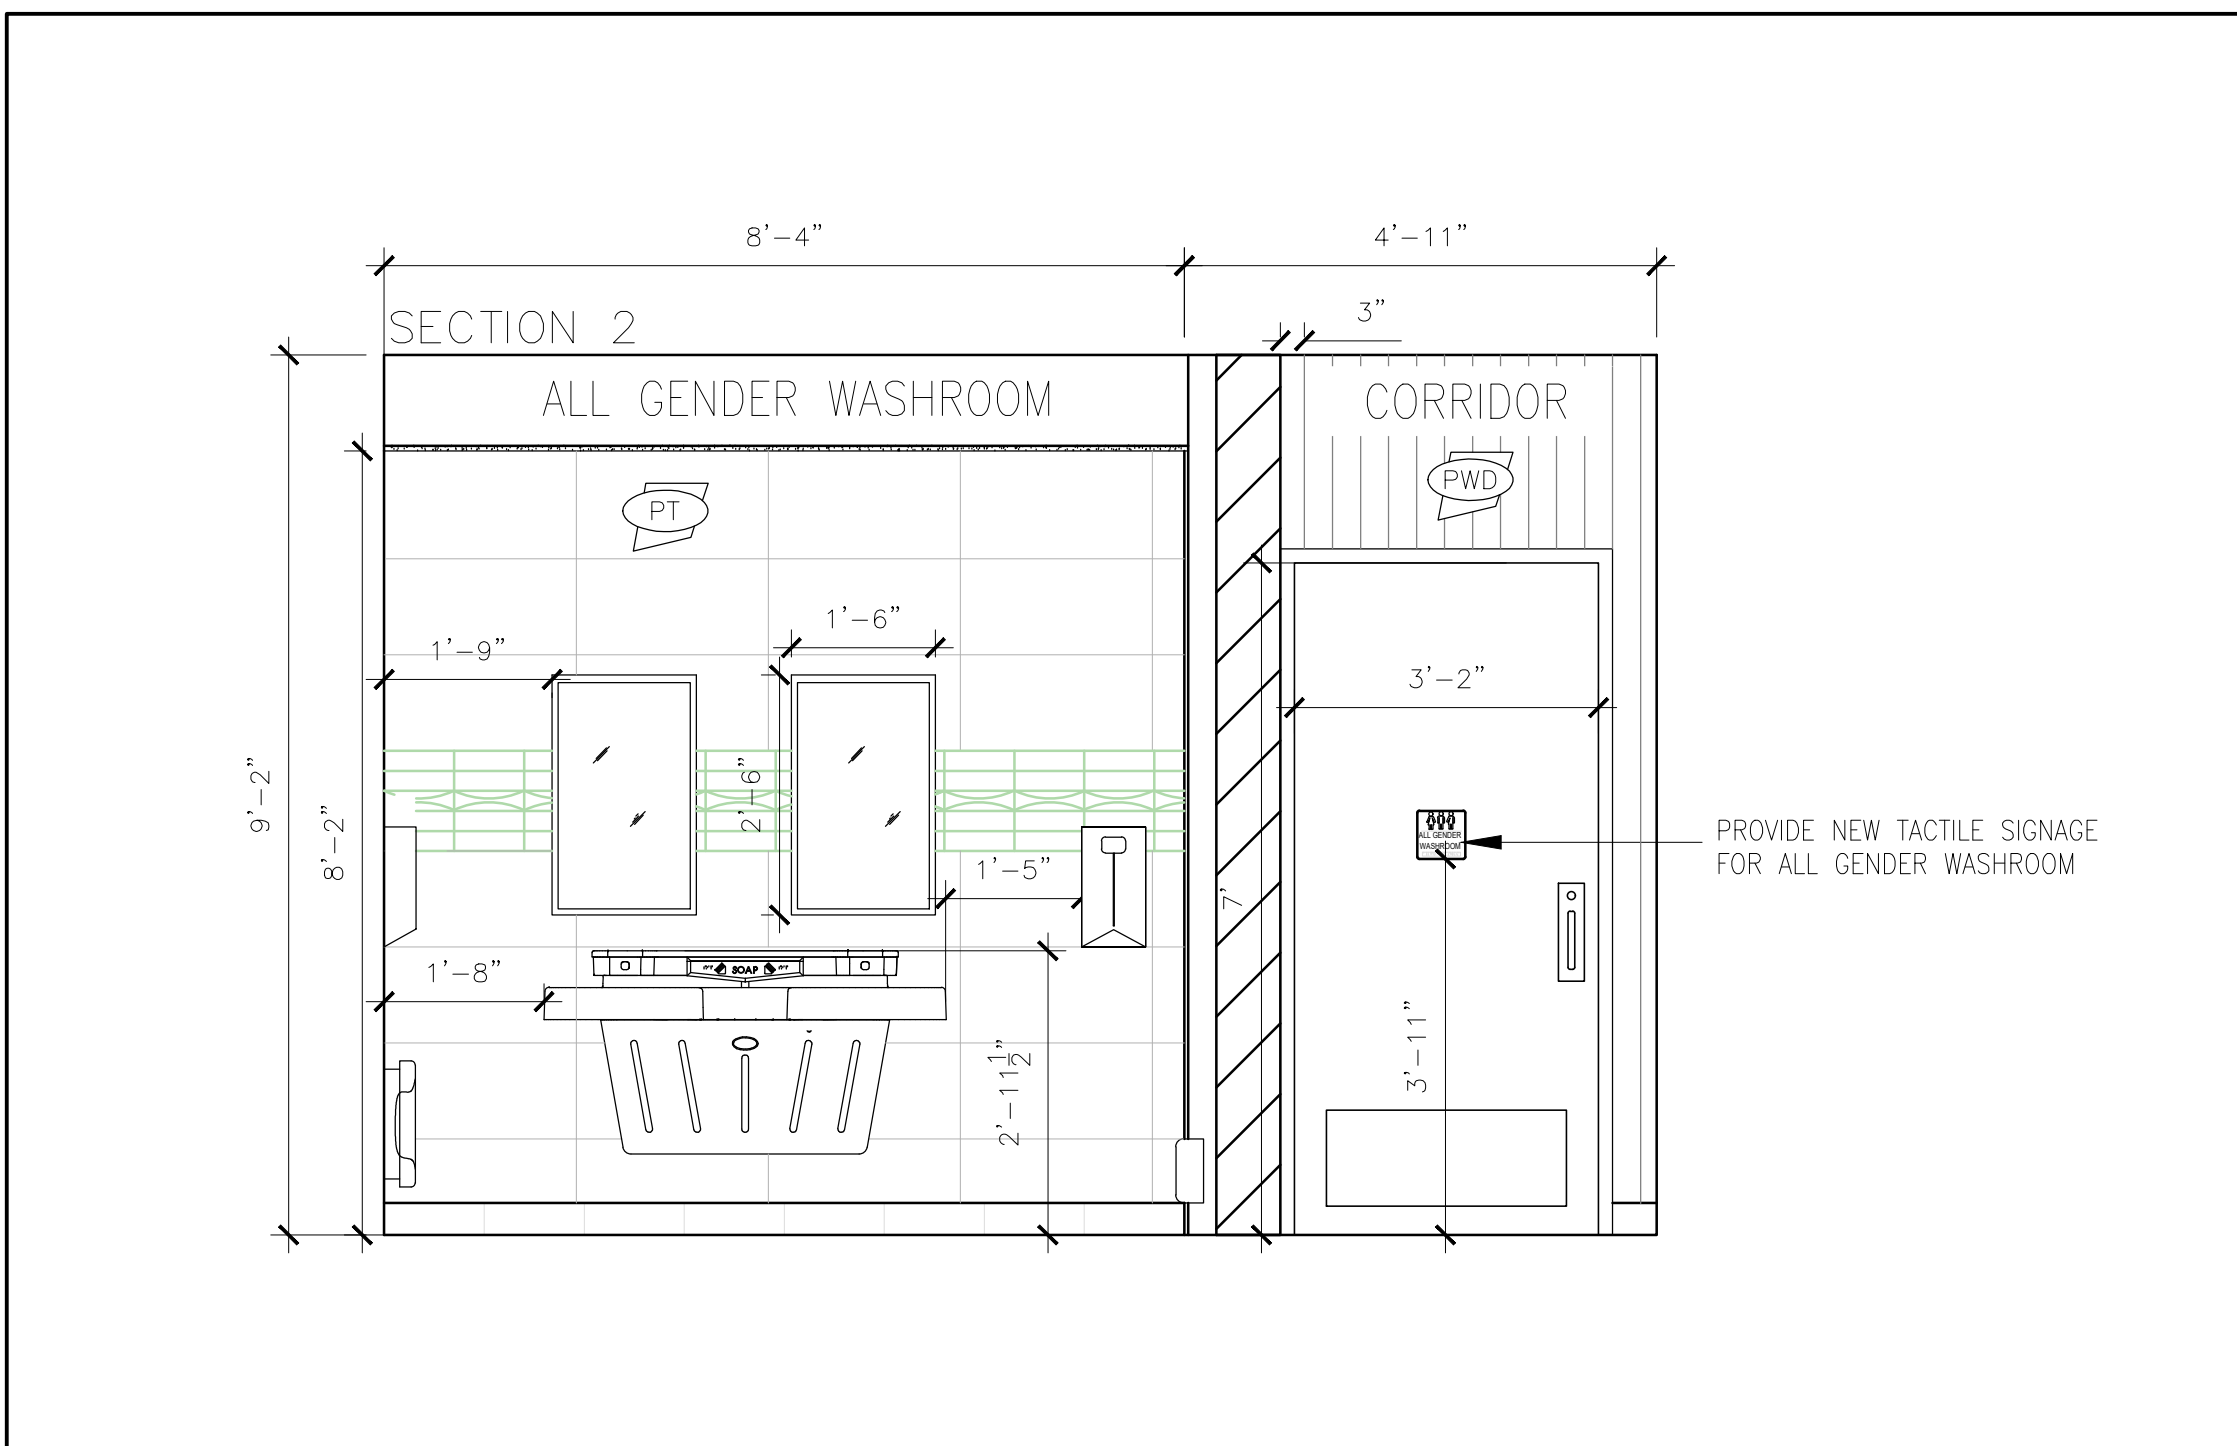 8'-4"
4'-11"
3"
SECTION 2
ALL GENDER WASHROOM
CORRIDOR
PWD
PT
1'-6"
1'-9"
3'-2"
9'-2"
8'-2"
2'-6"
ALL GENDER
WASHROOM
PROVIDE NEW TACTILE SIGNAGE
FOR ALL GENDER WASHROOM
1'-5"
7'
SOAP
1'-8"
2'-11 1/2"
3'-11"